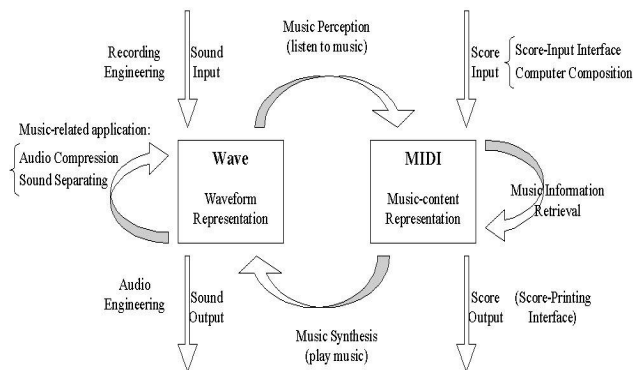 Music Perception
(listen to music)
Recording
Engineering
Sound
Input
Score
Input
Score-Input Interface
Computer Composition
Music-related application:
Audio Compression
Sound Separating
Wave
Waveform
Representation
MIDI
Music-content
Representation
Music Information
Retrieval
Audio
Engineering
Sound
Output
Music Synthesis
(play music)
Score
Output
(Score-Printing
Interface)